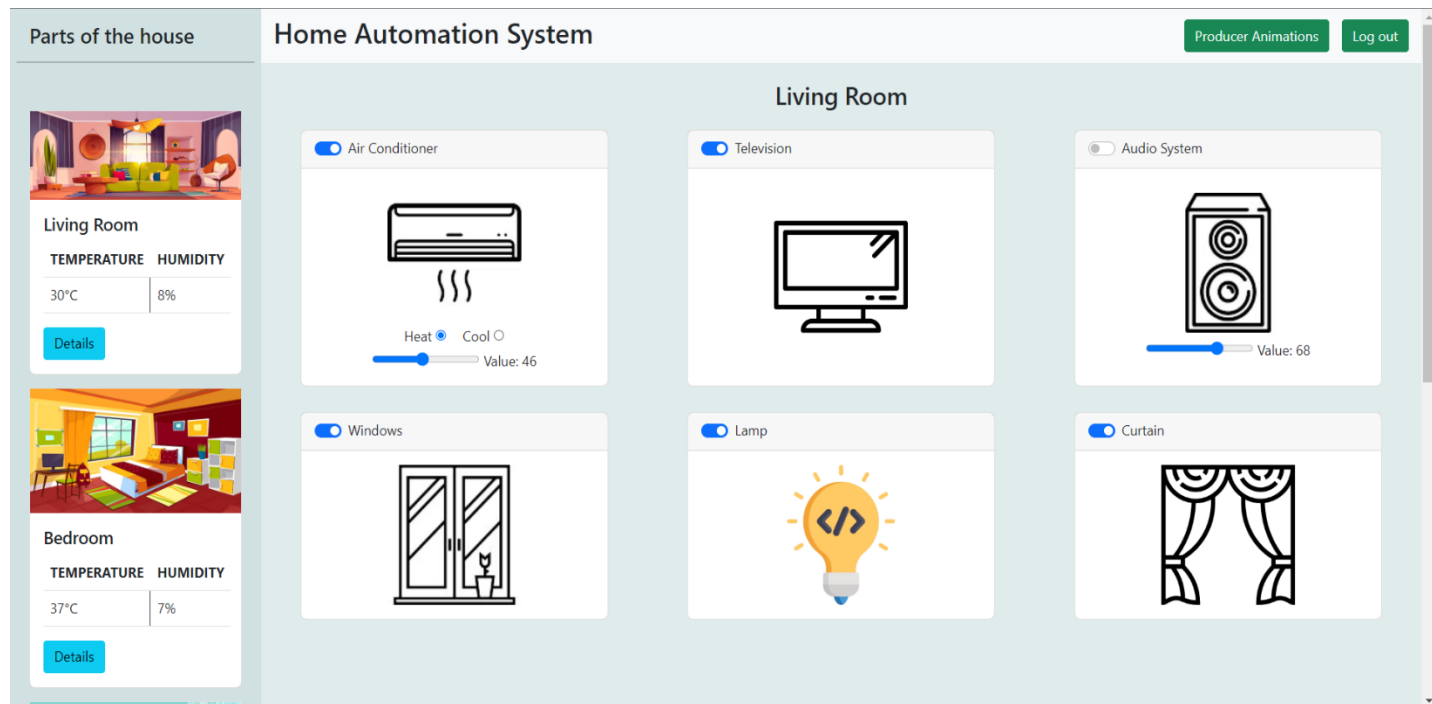 Parts of the house
Home Automation System
Producer Animations
Log out
Living Room
TEMPERATURE HUMIDITY
30°C 8%
Details
Bedroom
TEMPERATURE HUMIDITY
37°C 7%
Details
Living Room
Air Conditioner
Heat Cool
Value: 46
Television
Audio System
Value: 68
Windows
Lamp
</>
Curtain